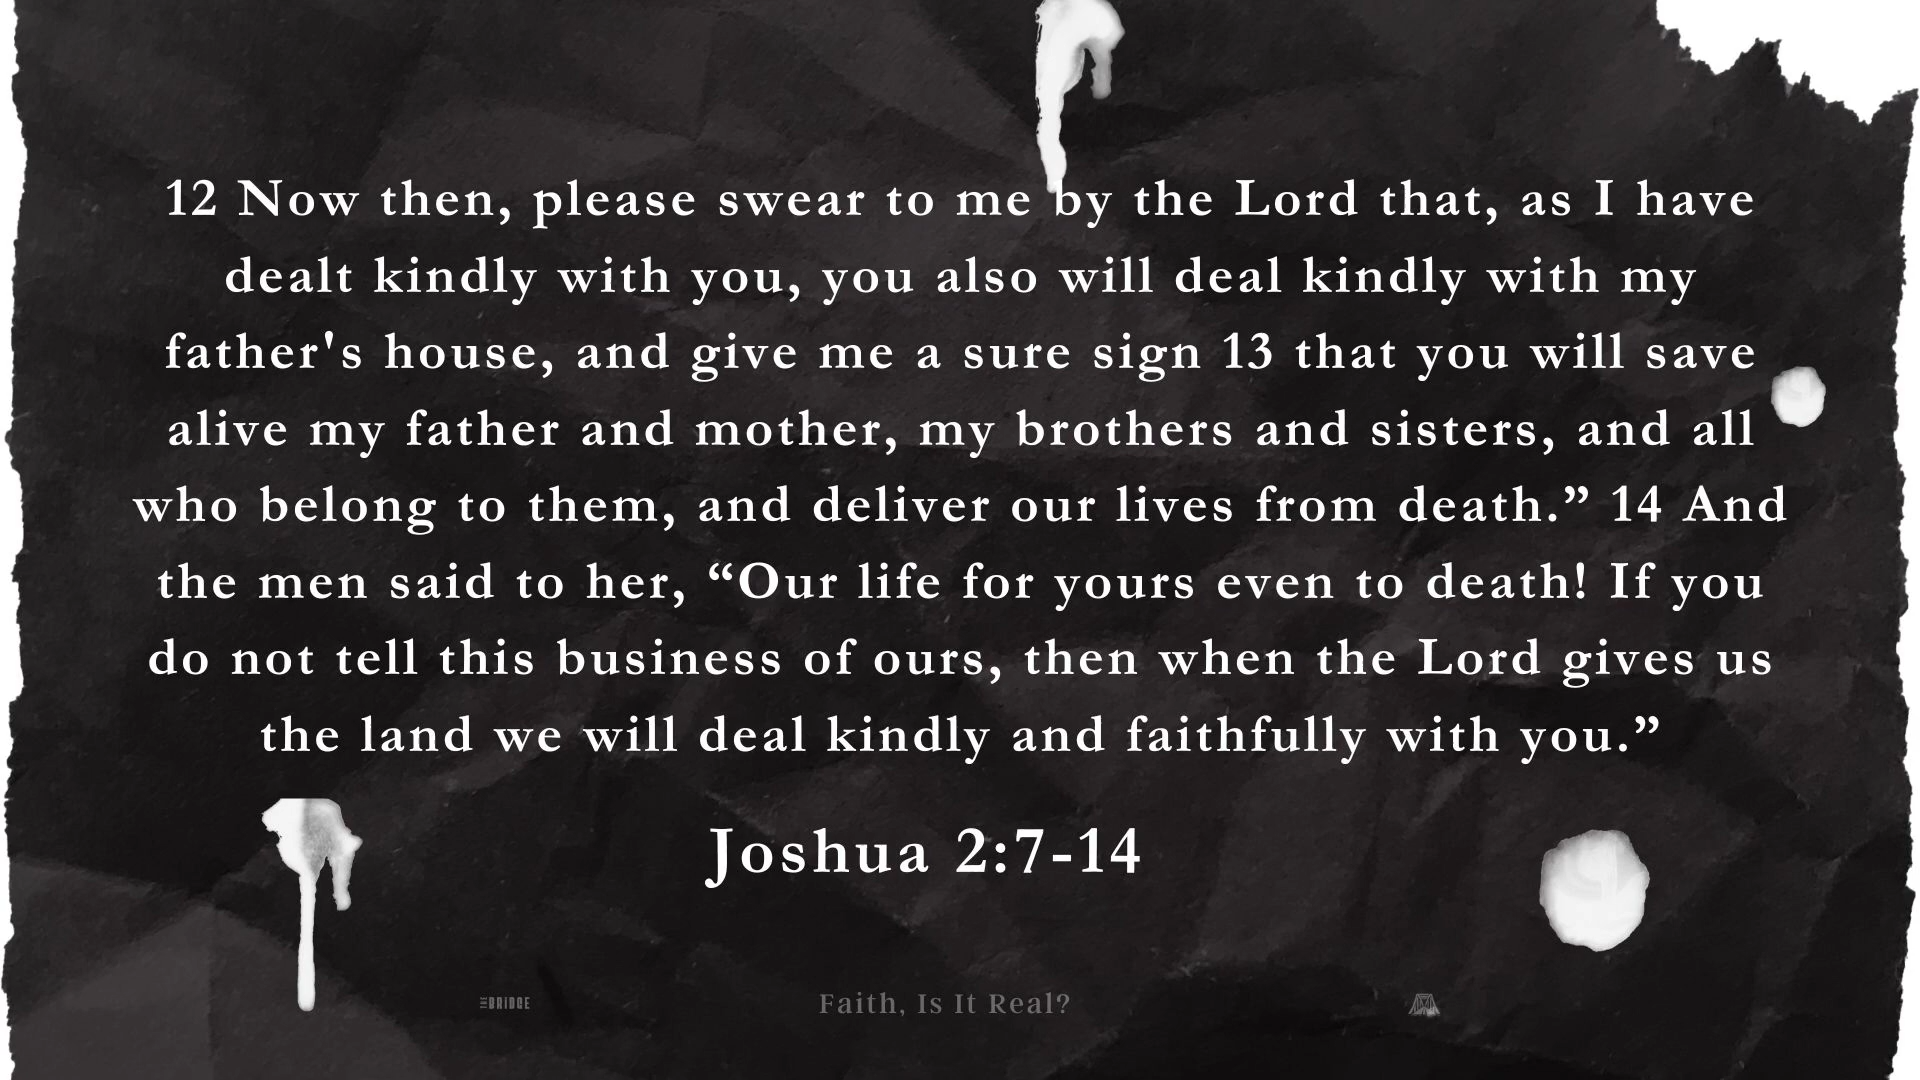 12 Now then, please swear to me by the Lord that, as I have
dealt kindly with you, you also will deal kindly with my
father's house, and give me a sure sign 13 that you will save
alive my father and mother, my brothers and sisters, and all
who belong to them, and deliver our lives from death.” 14 And
the men said to her, “Our life for yours even to death! If you
do not tell this business of ours, then when the Lord gives us
the land we will deal kindly and faithfully with you.”
Joshua 2:7-14
THE BRIDGE
Faith, Is It Real?